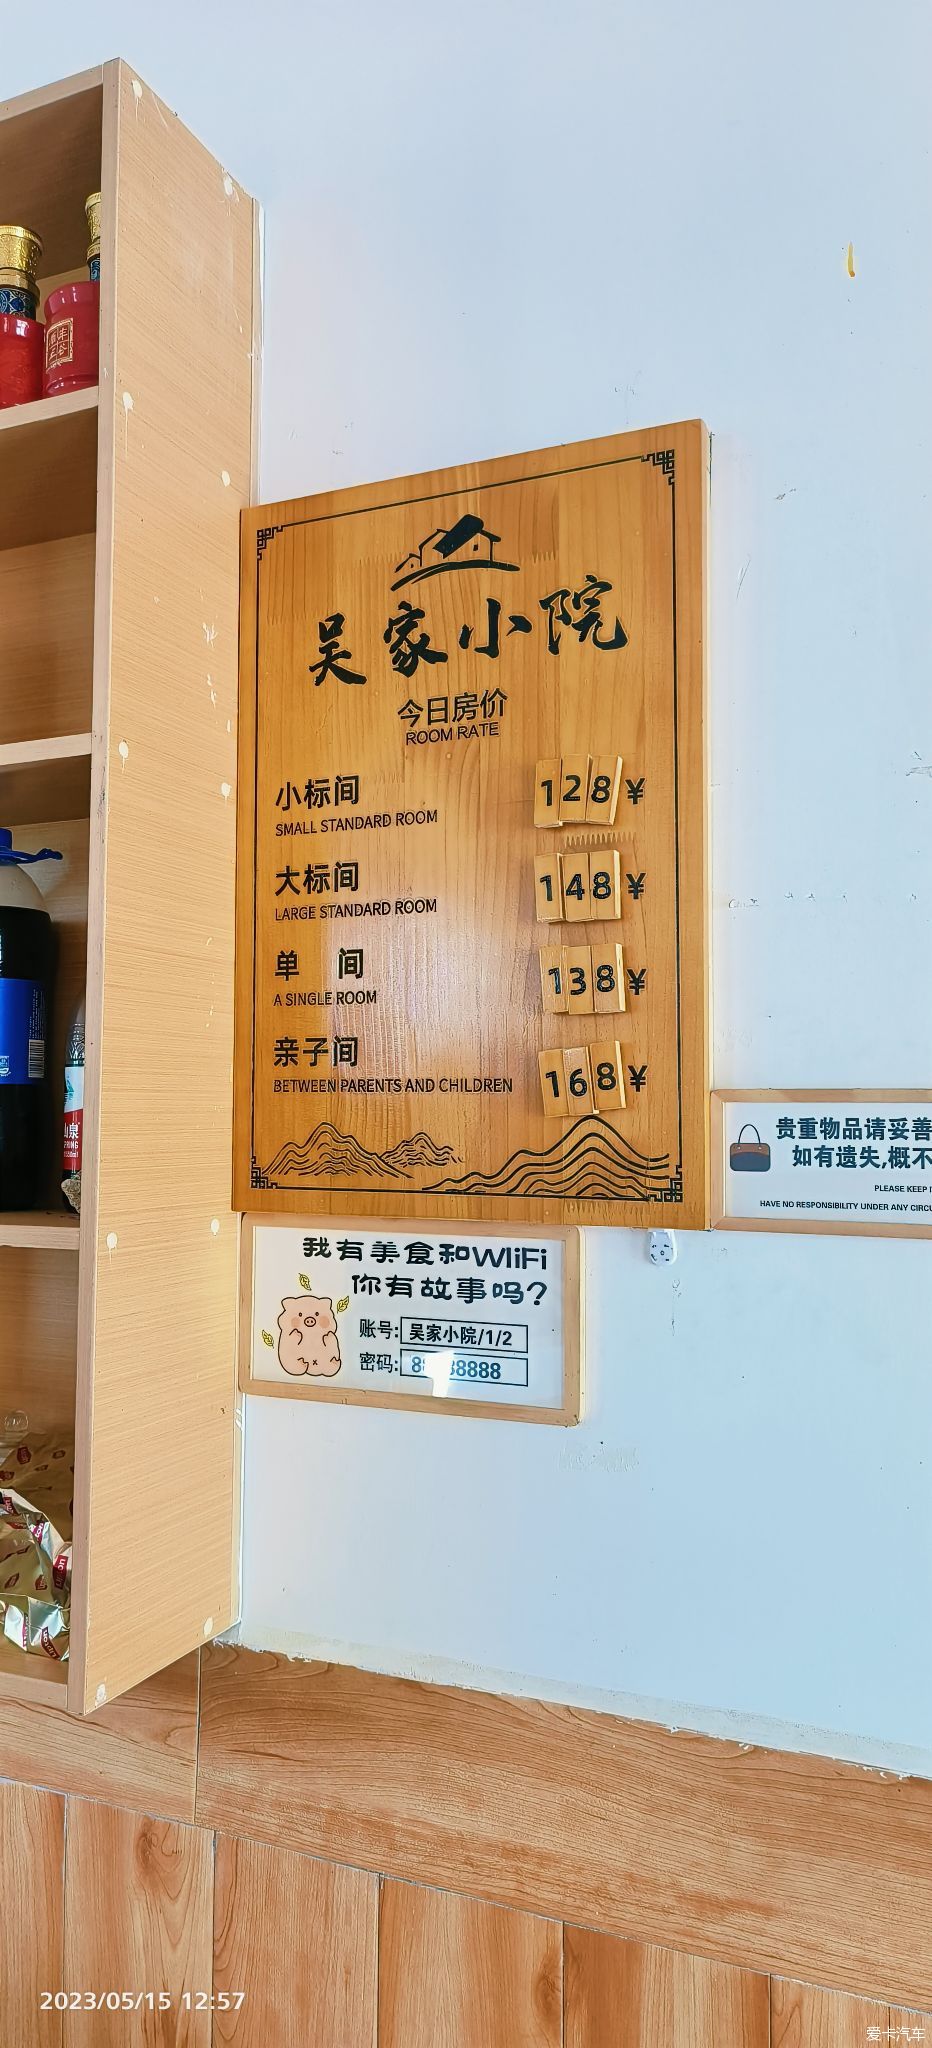 吴家小院
今日房价
ROOM RATE
小标间 128¥
SMALL STANDARD ROOM
大标间 148¥
LARGE STANDARD ROOM
单 间 138¥
A SINGLE ROOM
亲子间 168¥
BETWEEN PARENTS AND CHILDREN
贵重物品请妥善
如有遗失,概不
PLEASE KEEP
HAVE NO RESPONSIBILITY UNDER ANY CIRCU
我有美食和WIiFi
你有故事吗?
账号: 吴家小院/1/2
密码:
山泉
2023/05/15 12:57
爱卡汽车